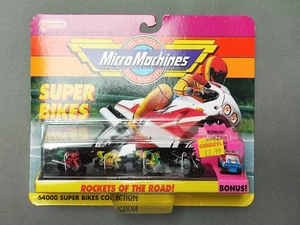 Micro Machines
SUPER
BIKES
BONUS!
ROCKETS OF THE ROAD!
64000 SUPER BIKES COLLECTION
BONUS!